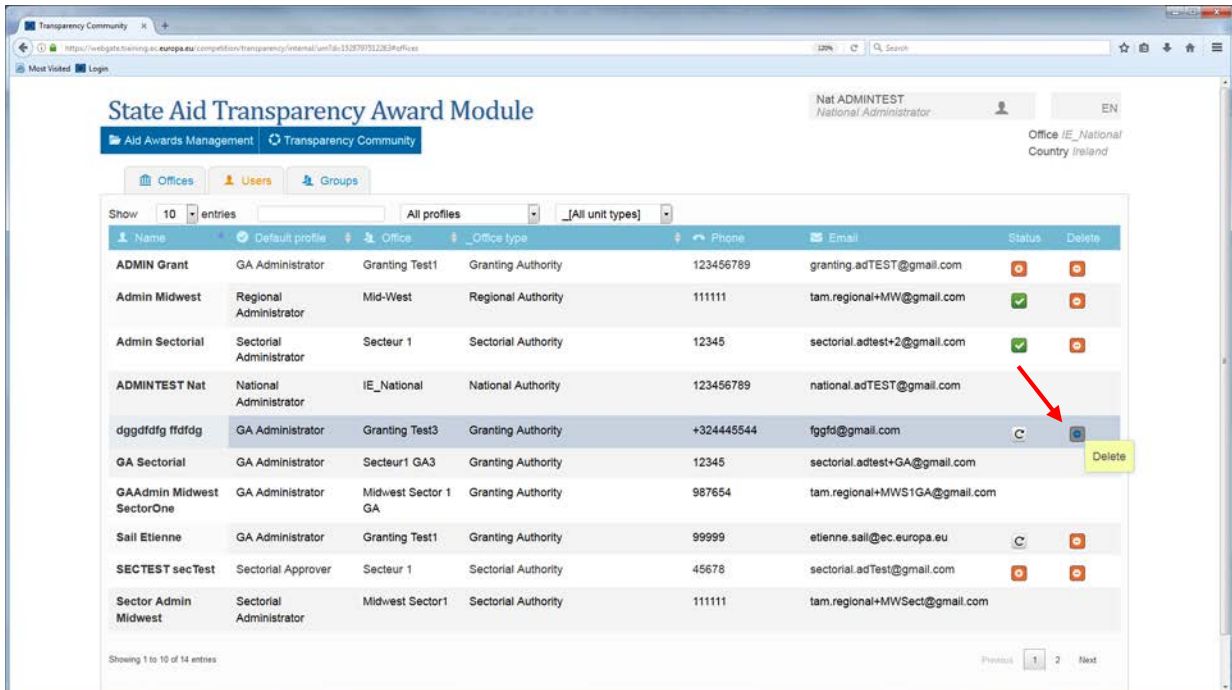 Transparency Community
https://webgate.training.ec.europa.eu/competition/transparency/internal/
120%
Search
Most Visited Login
State Aid Transparency Award Module
Nat ADMINTEST
National Administrator
EN
Aid Awards Management Transparency Community
Office IE_National
Country Ireland
Offices Users Groups
Show 10 entries All profiles _[All unit types]
Name Default profile Office _Office type Phone Email Status Delete
ADMIN Grant GA Administrator Granting Test1 Granting Authority 123456789 granting.adTEST@gmail.com
Admin Midwest Regional Mid-West Regional Authority 111111 tam.regional+MW@gmail.com
Administrator
Admin Sectorial Sectorial Secteur 1 Sectorial Authority 12345 sectorial.adtest+2@gmail.com
Administrator
ADMINTEST Nat National IE_National National Authority 123456789 national.adTEST@gmail.com
Administrator
dggdfdfg ffdfdg GA Administrator Granting Test3 Granting Authority +324445544 fggfd@gmail.com
Delete
GA Sectorial GA Administrator Secteur1 GA3 Granting Authority 12345 sectorial.adtest+GA@gmail.com
GAAdmin Midwest GA Administrator Midwest Sector 1 Granting Authority 987654 tam.regional+MWS1GA@gmail.com
SectorOne GA
Sail Etienne GA Administrator Granting Test1 Granting Authority 99999 etienne.sail@ec.europa.eu
SECTEST secTest Sectorial Approver Secteur 1 Sectorial Authority 45678 sectorial.adTest@gmail.com
Sector Admin Sectorial Midwest Sector1 Sectorial Authority 111111 tam.regional+MWSect@gmail.com
Midwest Administrator
Showing 1 to 10 of 14 entries
Previous 1 2 Next